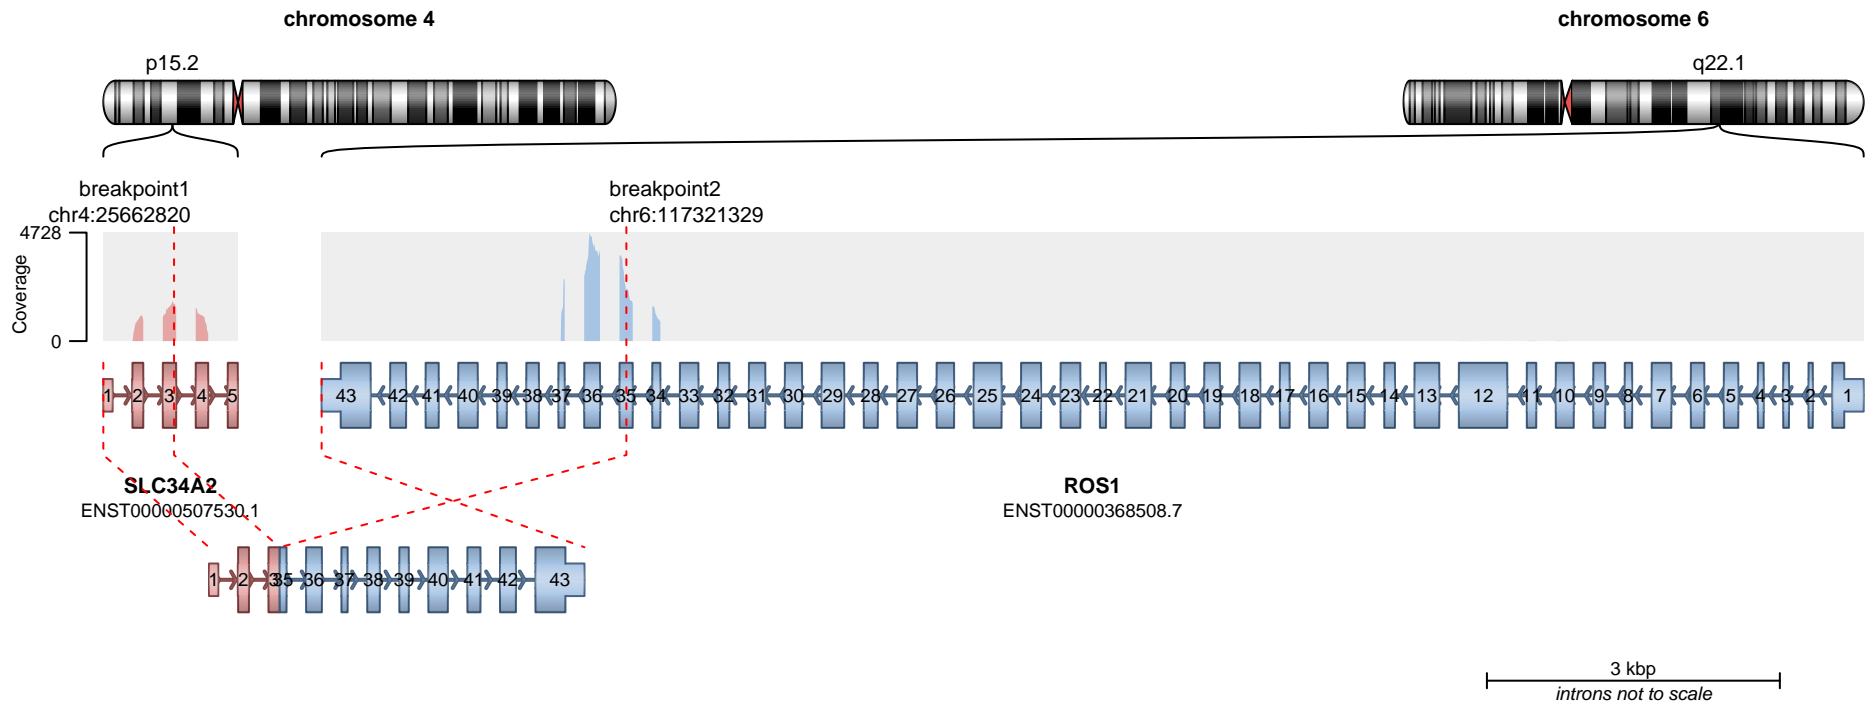 chromosome 4
chromosome 6
p15.2
q22.1
breakpoint1
chr4:25662820
breakpoint2
chr6:117321329
4728
Coverage
0
1 2 3 4 5
43 42 41 40 39 38 37 36 35 34 33 32 31 30 29 28 27 26 25 24 23 22 21 20 19 18 17 16 15 14 13 12 11 10 9 8 7 6 5 4 3 2 1
SLC34A2
ENST00000507530.1
ROS1
ENST00000368508.7
1 2 3 35 36 37 38 39 40 41 42 43
3 kbp
introns not to scale